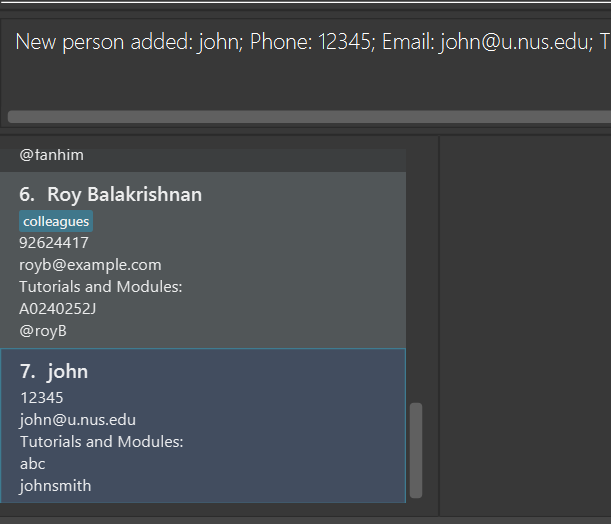 New person added: john; Phone: 12345; Email: john@u.nus.edu; T
@fanhim
6. Roy Balakrishnan
colleagues
92624417
royb@example.com
Tutorials and Modules:
A0240252J
@royB
7. john
12345
john@u.nus.edu
Tutorials and Modules:
abc
johnsmith